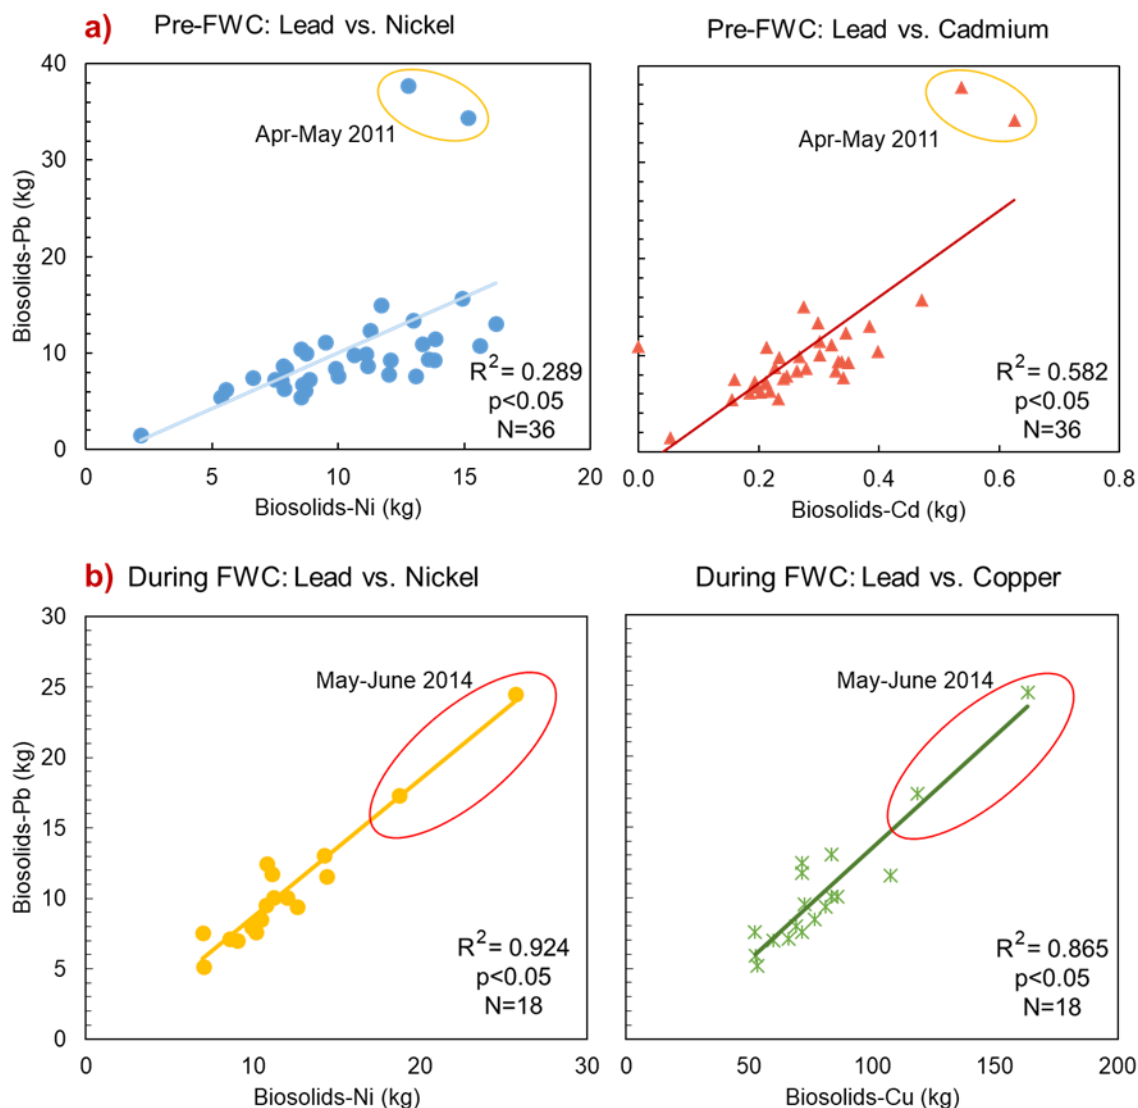 a) Pre-FWC: Lead vs. Nickel
40
30
20
10
0
Biosolids-Pb (kg)
Apr-May 2011
R² = 0.289
p<0.05
N=36
0 5 10 15 20
Biosolids-Ni (kg)
Pre-FWC: Lead vs. Cadmium
Apr-May 2011
R² = 0.582
p<0.05
N=36
0.0 0.2 0.4 0.6 0.8
Biosolids-Cd (kg)
b) During FWC: Lead vs. Nickel
30
25
20
15
10
5
0
Biosolids-Pb (kg)
May-June 2014
R² = 0.924
p<0.05
N=18
0 10 20 30
Biosolids-Ni (kg)
During FWC: Lead vs. Copper
May-June 2014
R² = 0.865
p<0.05
N=18
0 50 100 150 200
Biosolids-Cu (kg)